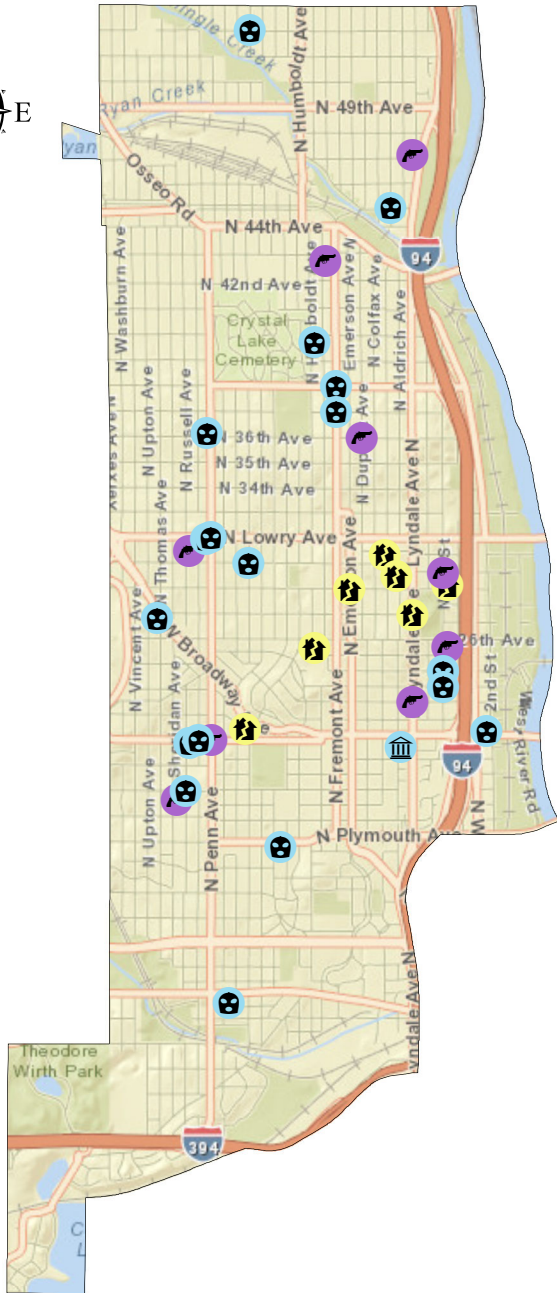 Shingle Creek
N Humboldt Ave
Ryan Creek
N 49th Ave
E
Ryan
Osseo Rd
N 44th Ave
94
N Washburn Ave
N 42nd Ave
Emerson Ave N
N Colfax Ave
N Aldrich Ave
Crystal
Lake
Cemetery
N Upton Ave
N Russell Ave
Xerxes Ave N
N 36th Ave
N 35th Ave
N 34th Ave
Lyndale Ave N
N Thomas Ave
N Lowry Ave
N Vincent Ave
W Broadway
26th Ave
Sheridan Ave
N Fremont Ave
2nd St
West River Rd
94
N Upton Ave
N Penn Ave
N Plymouth Ave
Lyndale Ave N
Theodore
Wirth Park
394